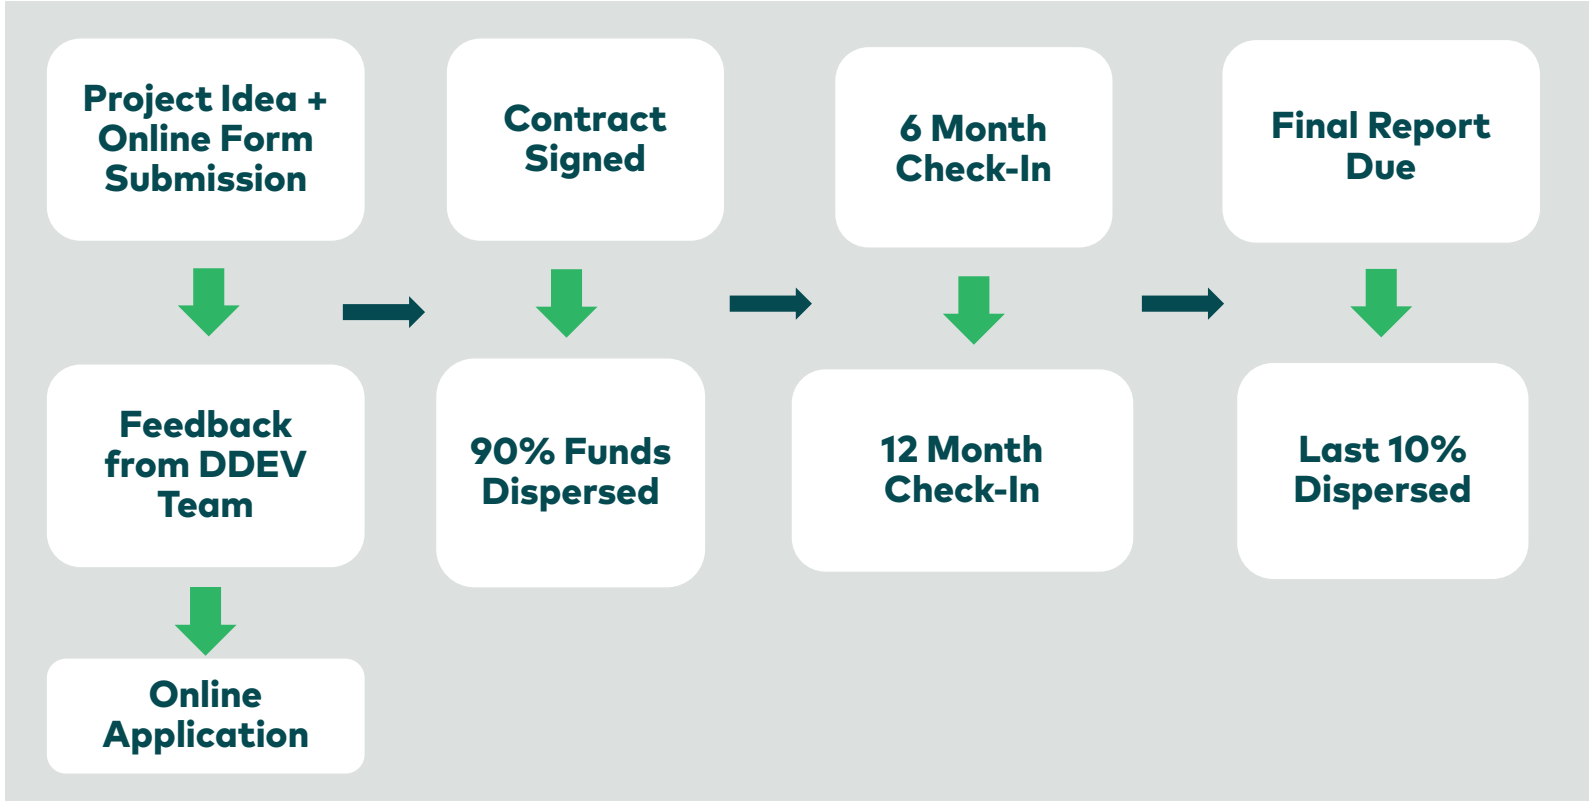 Project Idea +
Online Form
Submission
Feedback
from DDEV
Team
Online
Application
Contract
Signed
90% Funds
Dispersed
6 Month
Check-In
12 Month
Check-In
Final Report
Due
Last 10%
Dispersed